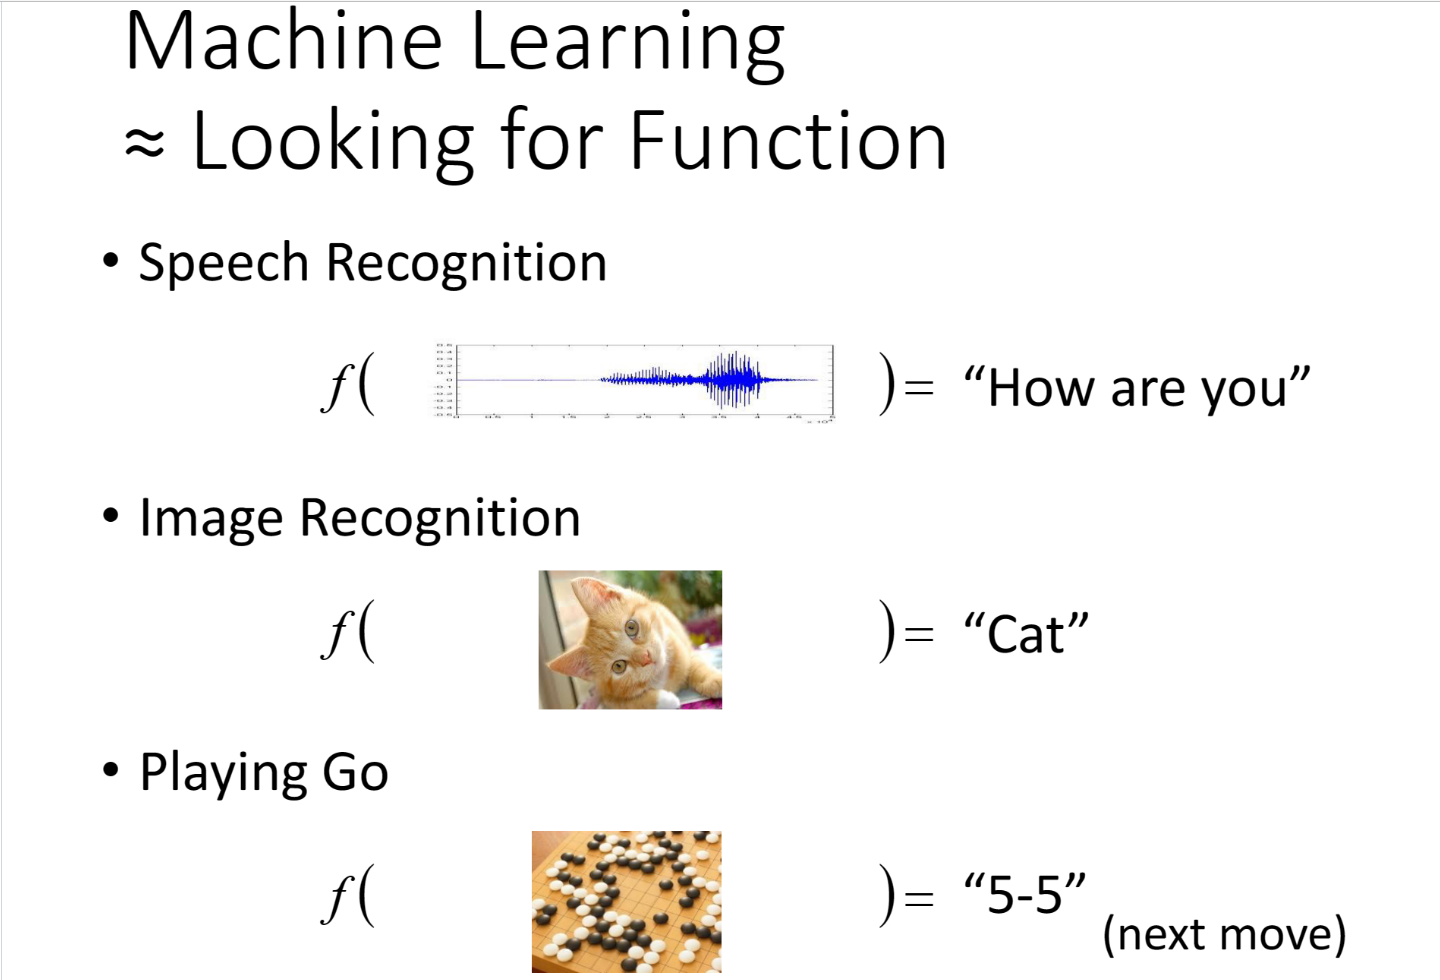 Machine Learning
≈ Looking for Function
• Speech Recognition
f( ) = “How are you”
• Image Recognition
f( ) = “Cat”
• Playing Go
f( ) = “5-5”
(next move)